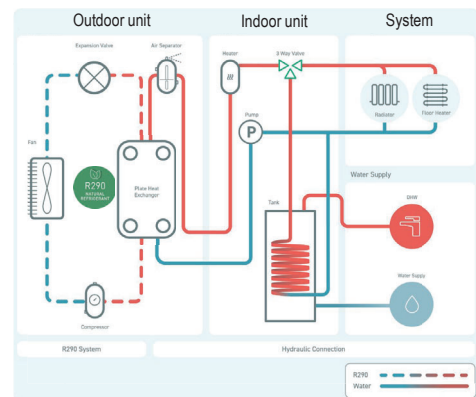 Outdoor unit
Indoor unit
System
Expansion Valve
Air Separator
Heater
3 Way Valve
Radiator
Floor Heater
Pump
P
Fan
R290
NATURAL
REFRIGERANT
Plate Heat
Exchanger
Water Supply
Tank
DHW
Water Supply
Compressor
R290 System
Hydraulic Connection
R290
Water